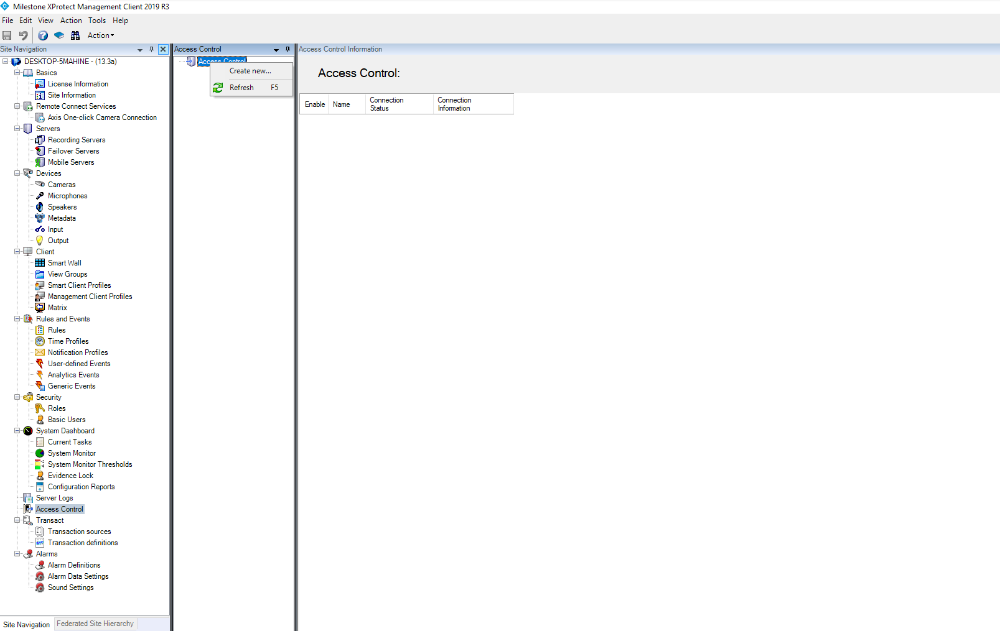 Milestone XProtect Management Client 2019 R3
File Edit View Action Tools Help
Action
Site Navigation
DESKTOP-5MAHINE - (13.3a)
Basics
License Information
Site Information
Remote Connect Services
Axis One-click Camera Connection
Servers
Recording Servers
Failover Servers
Mobile Servers
Devices
Cameras
Microphones
Speakers
Metadata
Input
Output
Client
Smart Wall
View Groups
Smart Client Profiles
Management Client Profiles
Matrix
Rules and Events
Rules
Time Profiles
Notification Profiles
User-defined Events
Analytics Events
Generic Events
Security
Roles
Basic Users
System Dashboard
Current Tasks
System Monitor
System Monitor Thresholds
Evidence Lock
Configuration Reports
Server Logs
Access Control
Transact
Transaction sources
Transaction definitions
Alarms
Alarm Definitions
Alarm Data Settings
Sound Settings
Site Navigation Federated Site Hierarchy
Access Control
Access Control
Create new...
Refresh F5
Access Control Information
Access Control:
Enable Name Connection Status Connection Information